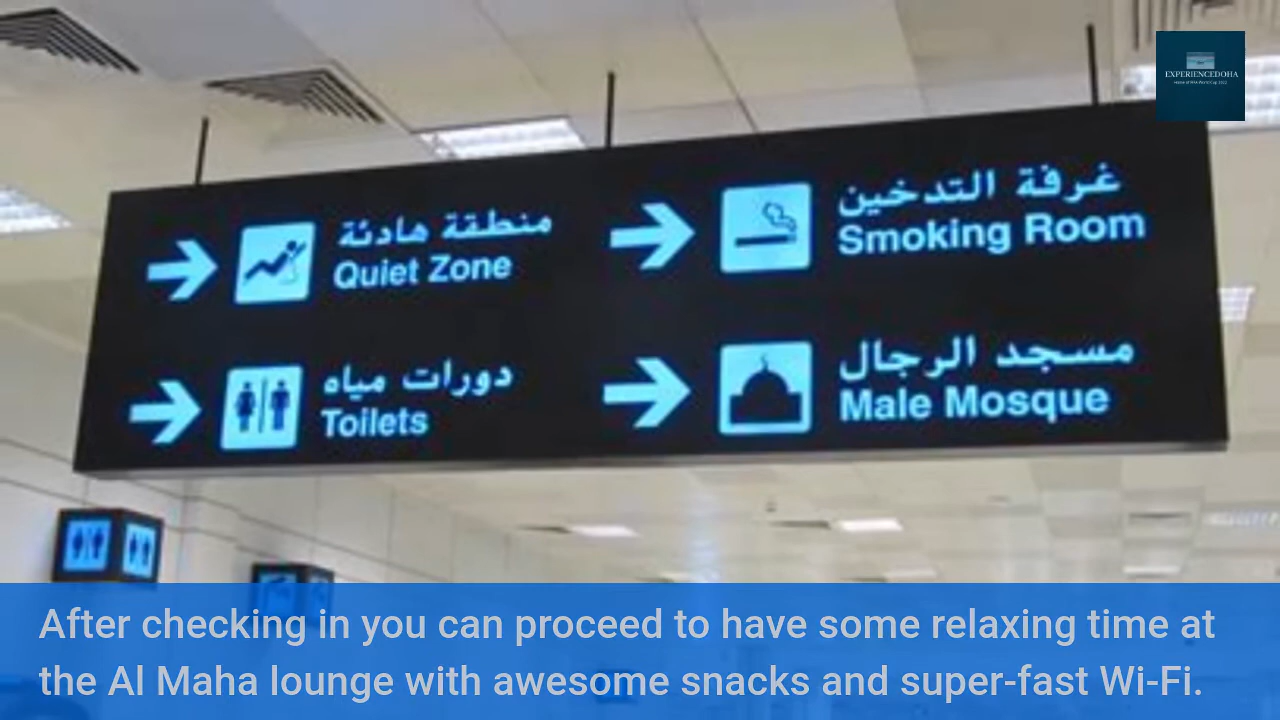 EXPERIENCEDOHA
منطقة هادئة
Quiet Zone
غرفة التدخين
Smoking Room
دورات مياه
Toilets
مسجد الرجال
Male Mosque
After checking in you can proceed to have some relaxing time at
the Al Maha lounge with awesome snacks and super-fast Wi-Fi.